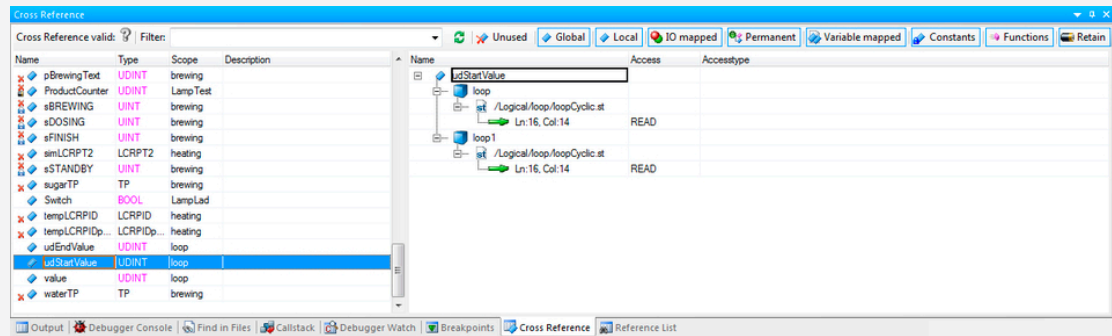 Cross Reference
Cross Reference valid: Filter: Unused Global Local IO mapped Permanent Variable mapped Constants Functions Retain
Name Type Scope Description
pBrewingText UDINT brewing
ProductCounter UDINT LampTest
sBREWING UINT brewing
sDOSING UINT brewing
sFINISH UINT brewing
simLCRPT2 LCRPT2 heating
sSTANDBY UINT brewing
sugarTP TP brewing
Switch BOOL LampLad
tempLCRPID LCRPID heating
tempLCRPIDp... LCRPIDp... heating
udEndValue UDINT loop
udStartValue UDINT loop
value UDINT loop
waterTP TP brewing
Name Access Accesstype
udStartValue
loop
st /Logical/loop/loopCyclic.st
Ln:16, Col:14 READ
loop1
st /Logical/loop/loopCyclic.st
Ln:16, Col:14 READ
Output Debugger Console Find in Files Callstack Debugger Watch Breakpoints Cross Reference Reference List